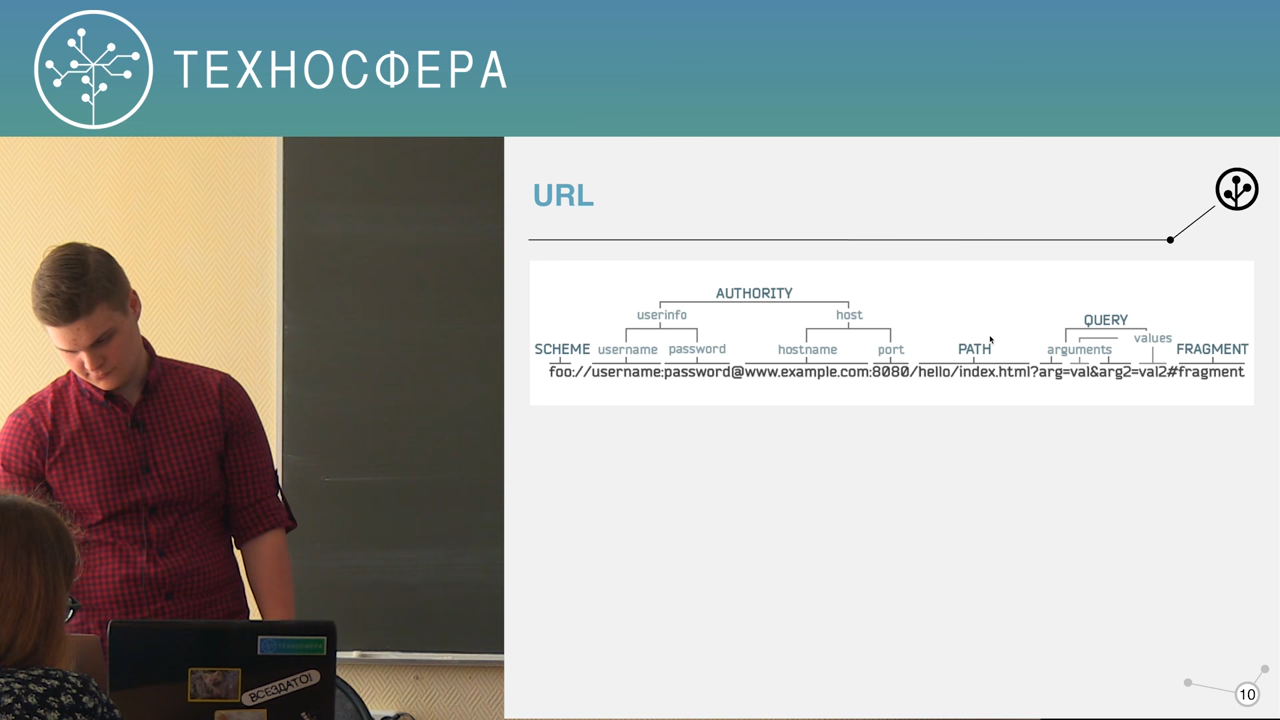 ТЕХНОСФЕРА
URL
AUTHORITY
userinfo host
QUERY
username password hostname port
values
SCHEME PATH arguments FRAGMENT
foo://username:password@www.example.com:8080/hello/index.html?arg=val&arg2=val2#fragment
ТЕХНОСФЕРА
ВСЕЗДАТО!
10